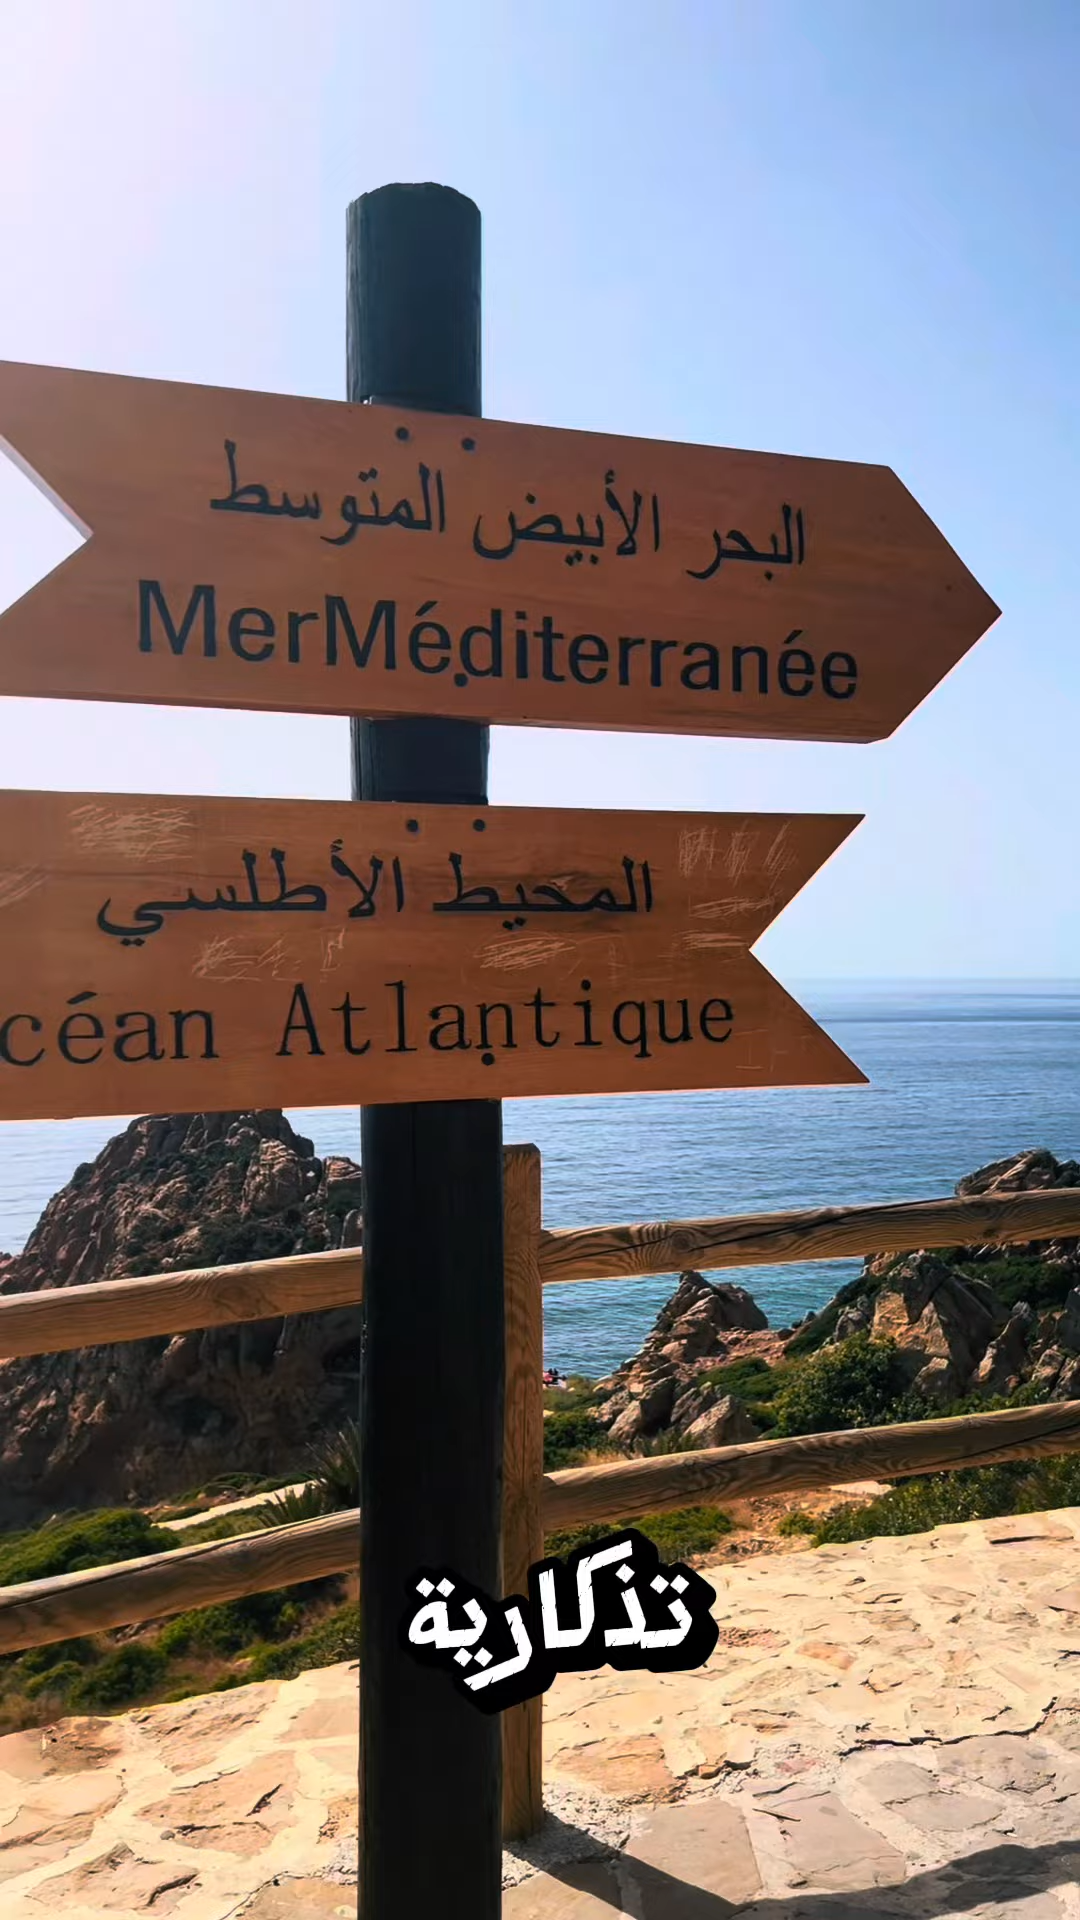 البحر الأبيض المتوسط
MerMéditerranée
المحيط الأطلسي
céan Atlantique
تذكارية